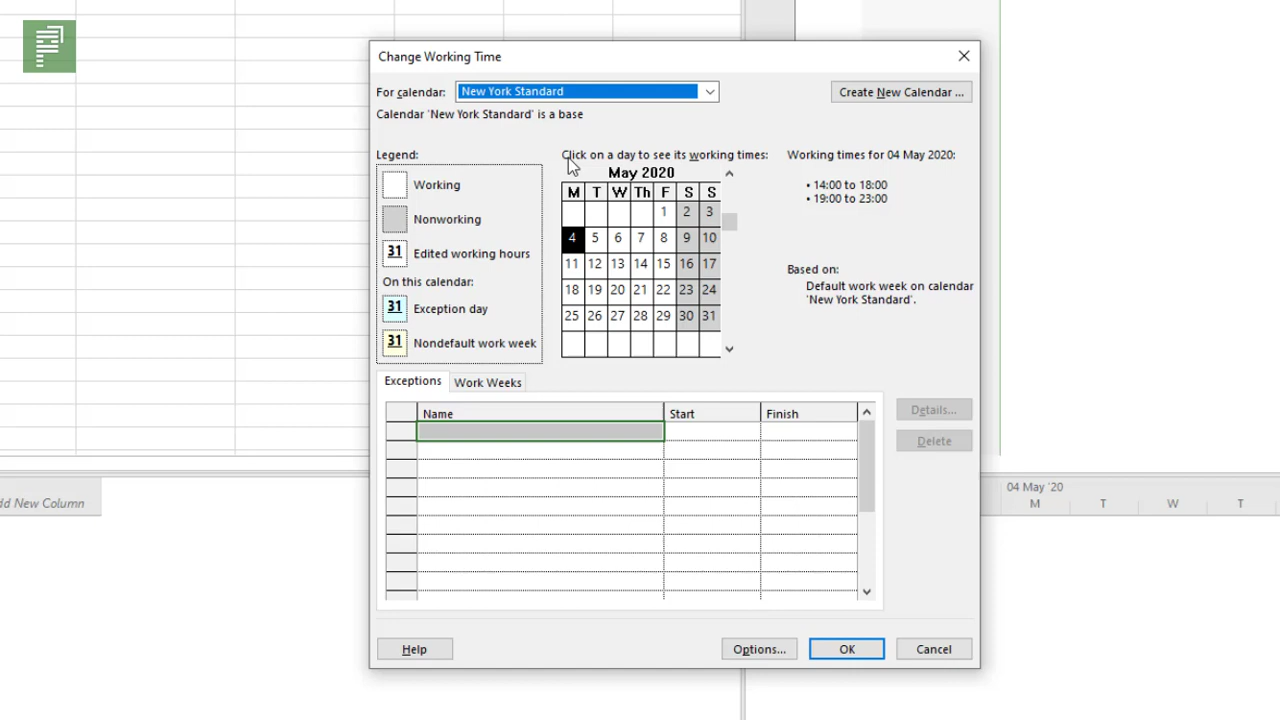 Change Working Time
For calendar: New York Standard Create New Calendar ...
Calendar 'New York Standard' is a base
Legend:
Working
Nonworking
31 Edited working hours
On this calendar:
31 Exception day
31 Nondefault work week
Click on a day to see its working times:
May 2020
M T W Th F S S
1 2 3
4 5 6 7 8 9 10
11 12 13 14 15 16 17
18 19 20 21 22 23 24
25 26 27 28 29 30 31
Working times for 04 May 2020:
• 14:00 to 18:00
• 19:00 to 23:00
Based on:
Default work week on calendar
'New York Standard'.
Exceptions Work Weeks
Name Start Finish
Details...
Delete
dd New Column
04 May '20
M T W T
Help Options... OK Cancel